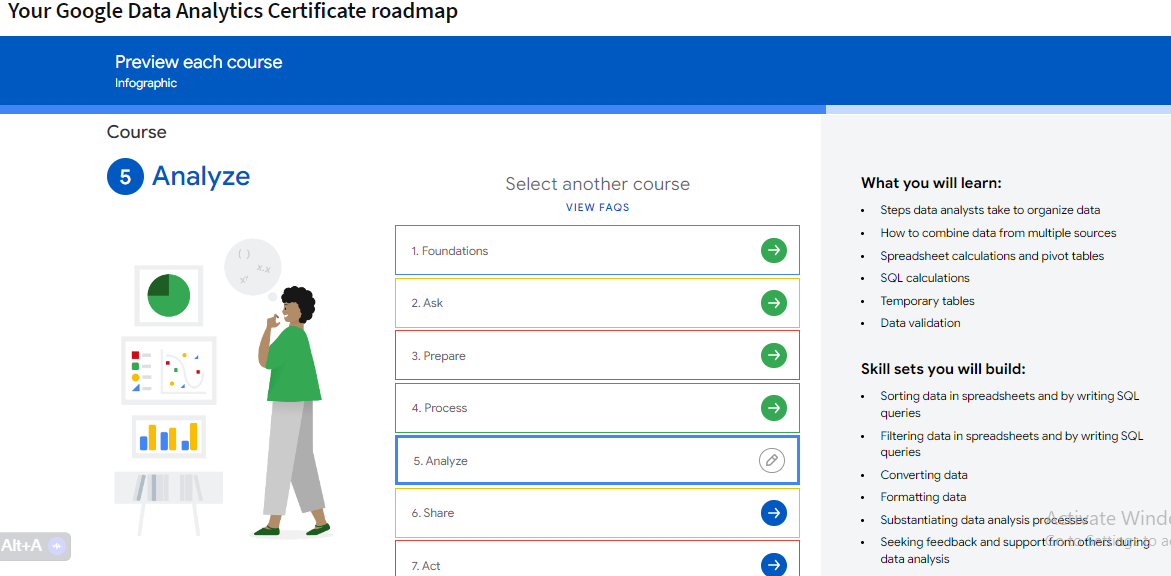 Your Google Data Analytics Certificate roadmap
Preview each course
Infographic
Course
5 Analyze
Select another course
VIEW FAQS
1. Foundations
2. Ask
3. Prepare
4. Process
5. Analyze
6. Share
7. Act
What you will learn:
• Steps data analysts take to organize data
• How to combine data from multiple sources
• Spreadsheet calculations and pivot tables
• SQL calculations
• Temporary tables
• Data validation
Skill sets you will build:
• Sorting data in spreadsheets and by writing SQL
queries
• Filtering data in spreadsheets and by writing SQL
queries
• Converting data
• Formatting data
• Substantiating data analysis processes
• Seeking feedback and support from others during
data analysis
( )
x.x
Alt+A
Activate
Go to Settings to